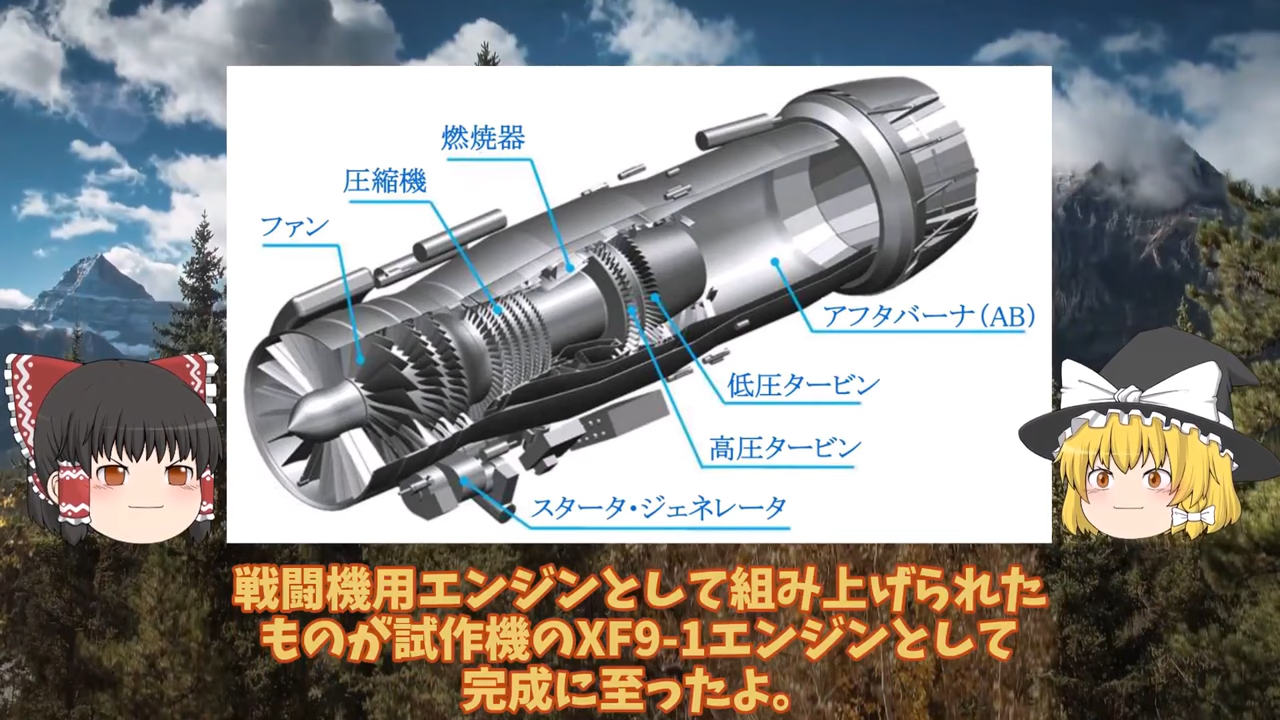 燃焼器
圧縮機
ファン
アフタバーナ(AB)
低圧タービン
高圧タービン
スタータ・ジェネレータ
戦闘機用エンジンとして組み上げられた
ものが試作機のXF9-1エンジンとして
完成に至ったよ。